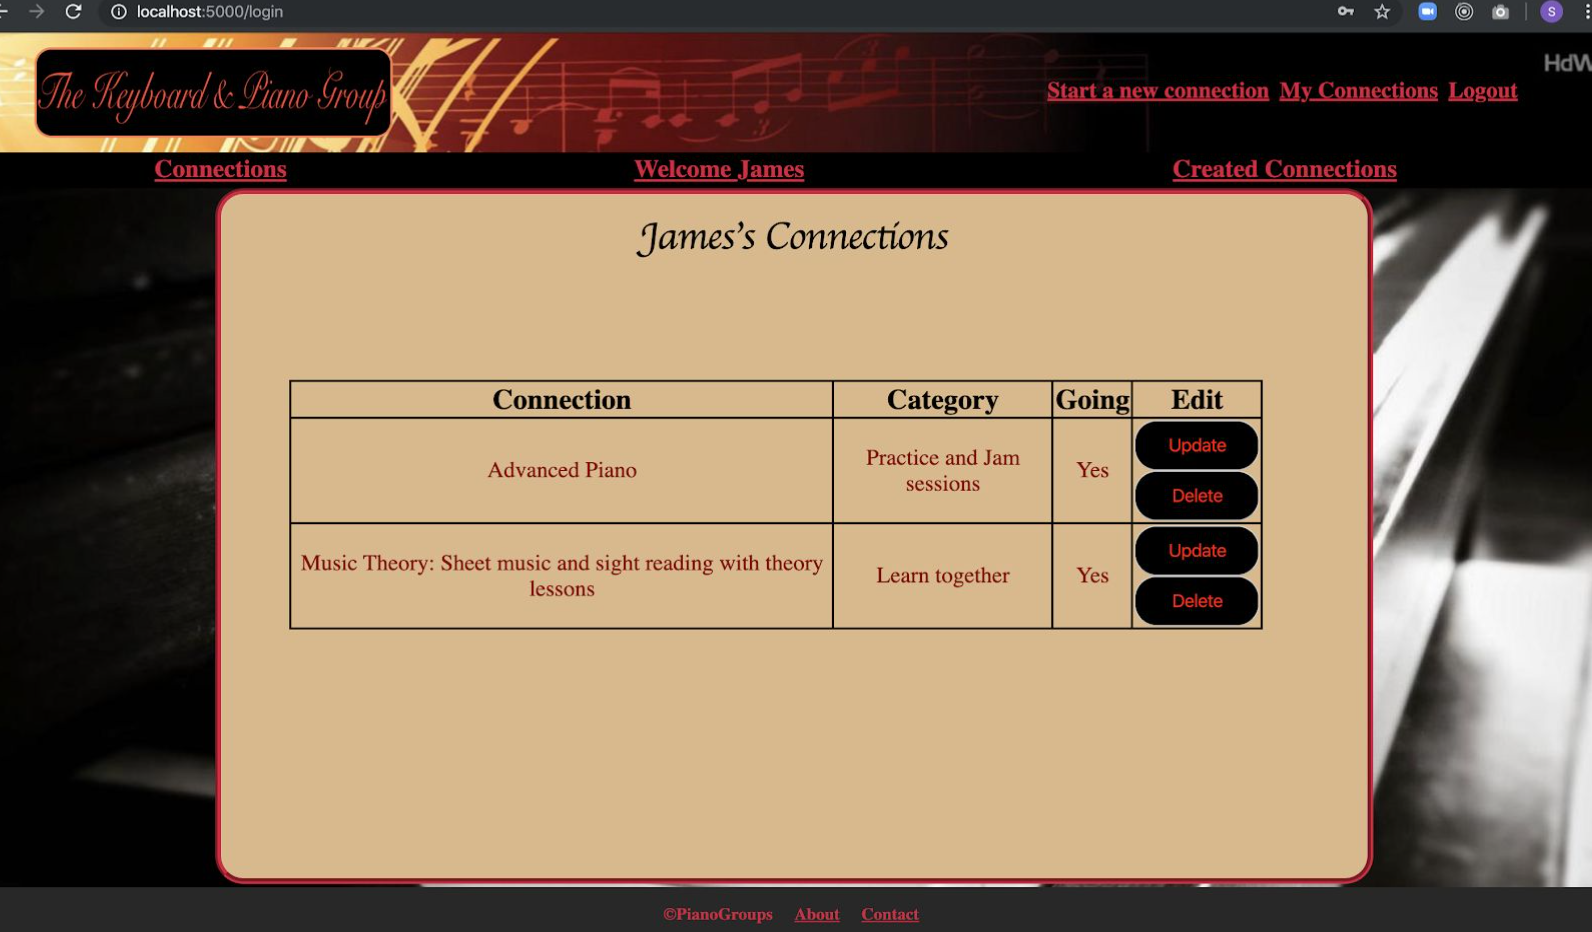 localhost:5000/login
S
HdW
The Keyboard & Piano Group
Start a new connection My Connections Logout
Connections Welcome James Created Connections
James's Connections
Connection Category Going Edit
Advanced Piano
Practice and Jam
sessions
Yes
Update
Delete
Music Theory: Sheet music and sight reading with theory
lessons
Learn together
Yes
Update
Delete
©PianoGroups About Contact